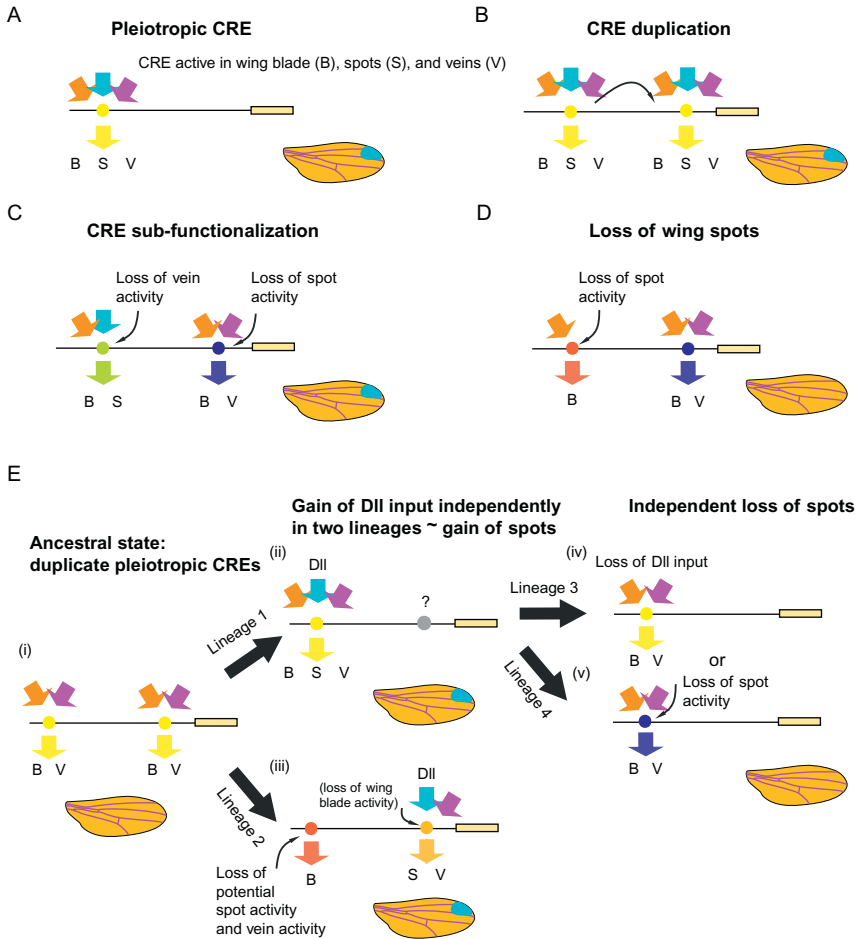 A
Pleiotropic CRE
CRE active in wing blade (B), spots (S), and veins (V)
B S V
B
CRE duplication
B S V B S V
C
CRE sub-functionalization
Loss of vein
activity
Loss of spot
activity
B S B V
D
Loss of wing spots
Loss of spot
activity
B B V
E
Ancestral state:
duplicate pleiotropic CREs
(i)
B V B V
Gain of Dll input independently
in two lineages ~ gain of spots
Lineage 1
(ii)
Dll
?
B S V
Lineage 2
(iii)
(loss of wing
blade activity)
Dll
B S V
Loss of
potential
spot activity
and vein activity
Independent loss of spots
Lineage 3
(iv)
Loss of Dll input
B V
or
Lineage 4
(v)
Loss of spot
activity
B V